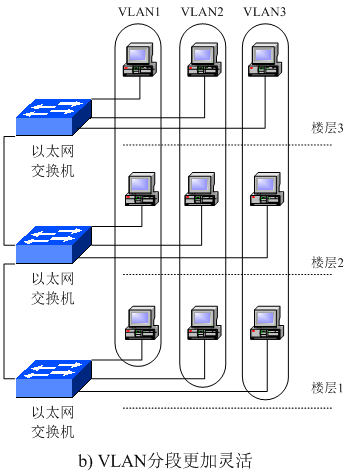 VLAN1 VLAN2 VLAN3
楼层3
以太网
交换机
楼层2
以太网
交换机
楼层1
以太网
交换机
b) VLAN分段更加灵活